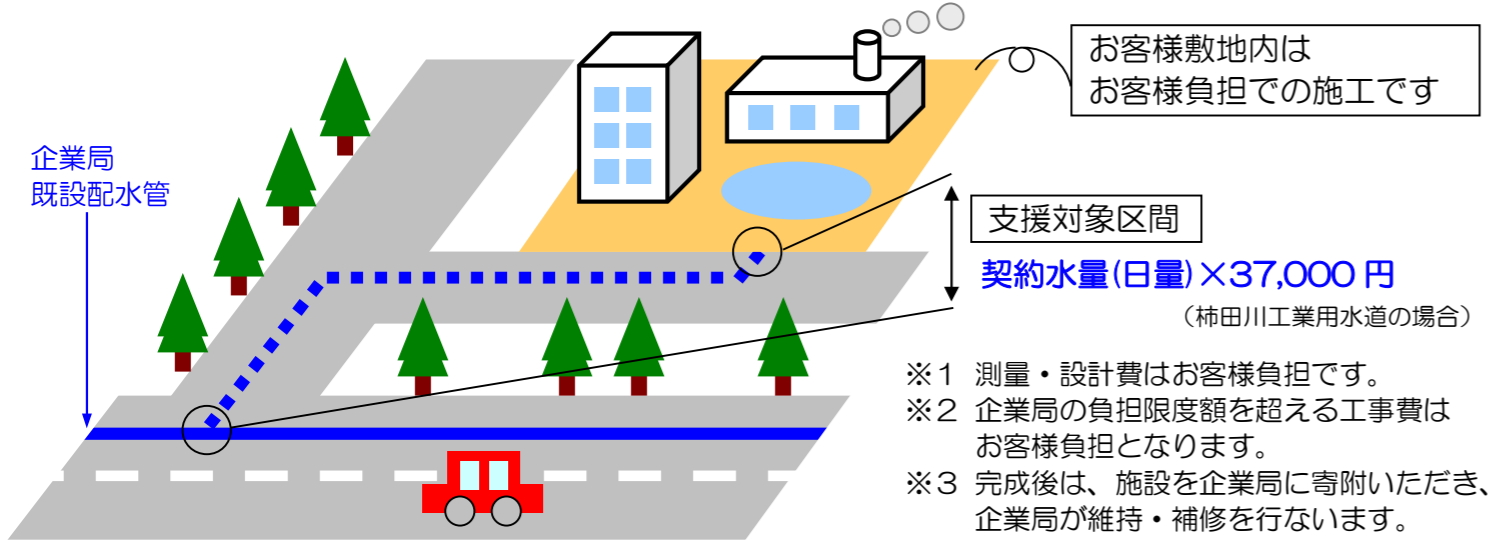 お客様敷地内は
お客様負担での施工です
企業局
既設配水管
支援対象区間
契約水量(日量)×37,000 円
（柿田川工業用水道の場合）
※1 測量・設計費はお客様負担です。
※2 企業局の負担限度額を超える工事費は
お客様負担となります。
※3 完成後は、施設を企業局に寄附いただき、
企業局が維持・補修を行ないます。